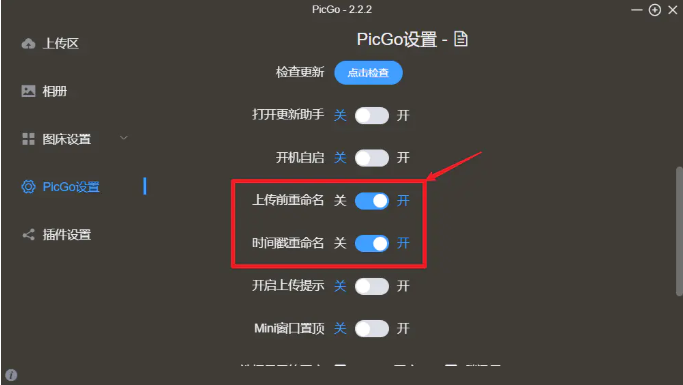 PicGo - 2.2.2
上传区
相册
图床设置
PicGo设置
插件设置
PicGo设置 -
检查更新 点击检查
打开更新助手 关 开
开机自启 关 开
上传前重命名 关 开
时间戳重命名 关 开
开启上传提示 关 开
Mini窗口置顶 关 开